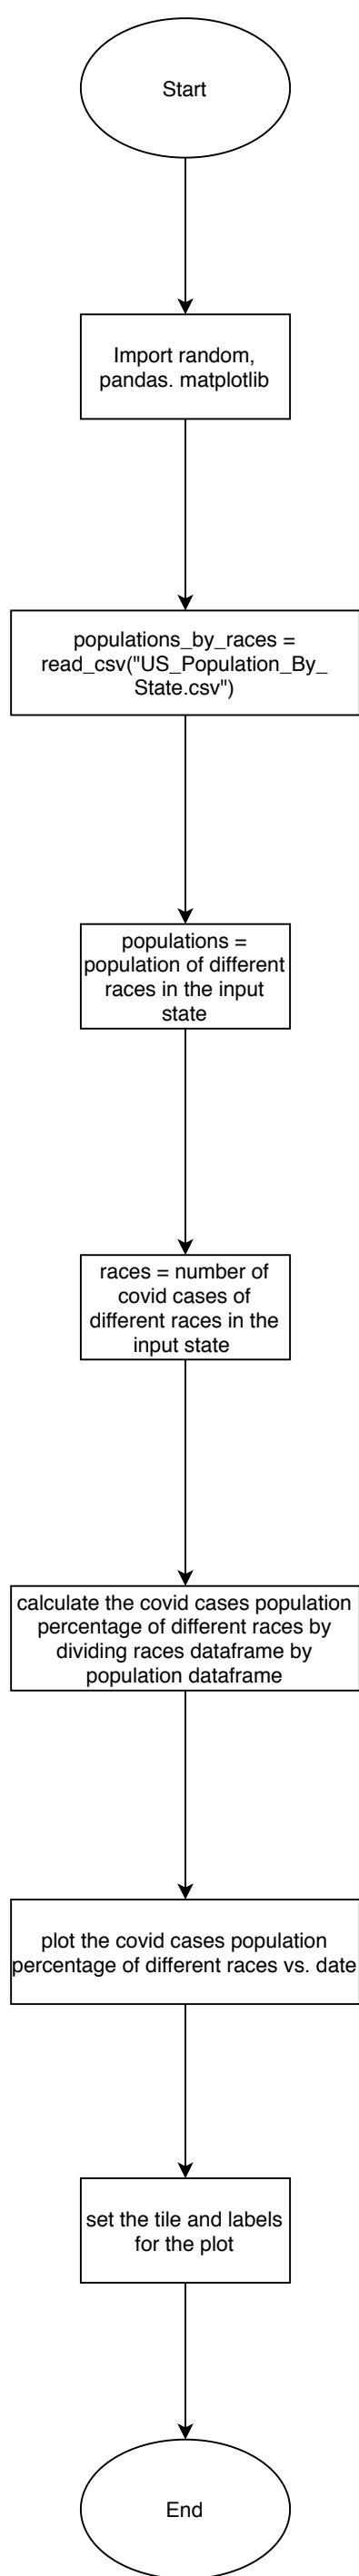 Start
Import random,
pandas. matplotlib
populations_by_races =
read_csv("US_Population_By_
State.csv")
populations =
population of different
races in the input
state
races = number of
covid cases of
different races in the
input state
calculate the covid cases population
percentage of different races by
dividing races dataframe by
population dataframe
plot the covid cases population
percentage of different races vs. date
set the tile and labels
for the plot
End